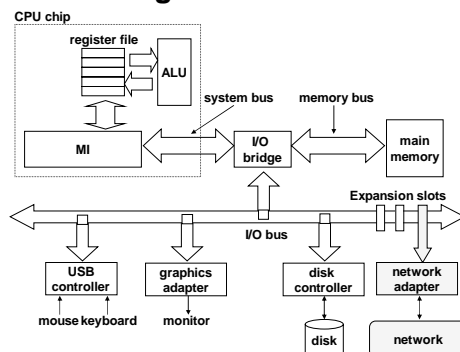 CPU chip
register file
ALU
system bus
memory bus
MI
I/O
bridge
main
memory
Expansion slots
I/O bus
USB
controller
graphics
adapter
disk
controller
network
adapter
mouse keyboard
monitor
disk
network